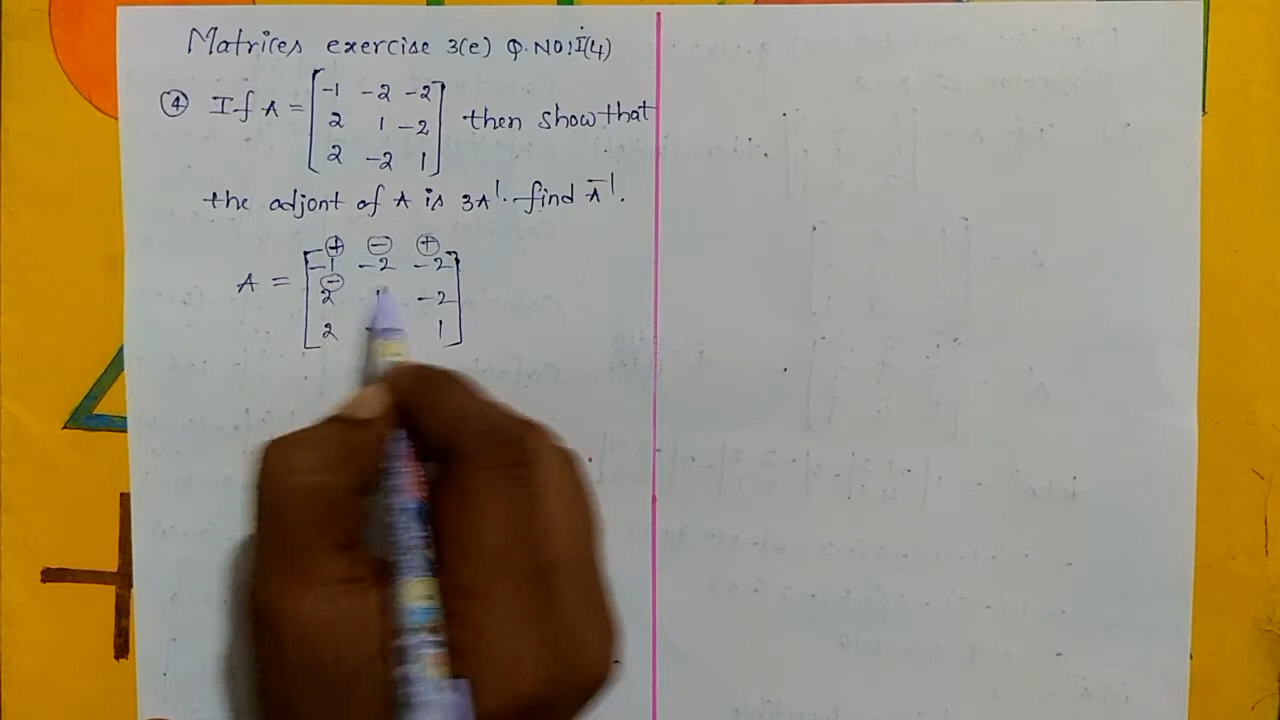 Matrices exercise 3(e) Q.NO:I(4)
④ If A = [-1 -2 -2
2 1 -2
2 -2 1] then show that
the adjont of A is 3A'. find A⁻¹.
⊕ ⊖ ⊕
A = [-1 -2 -2
⊖
2 1 -2
2 1]